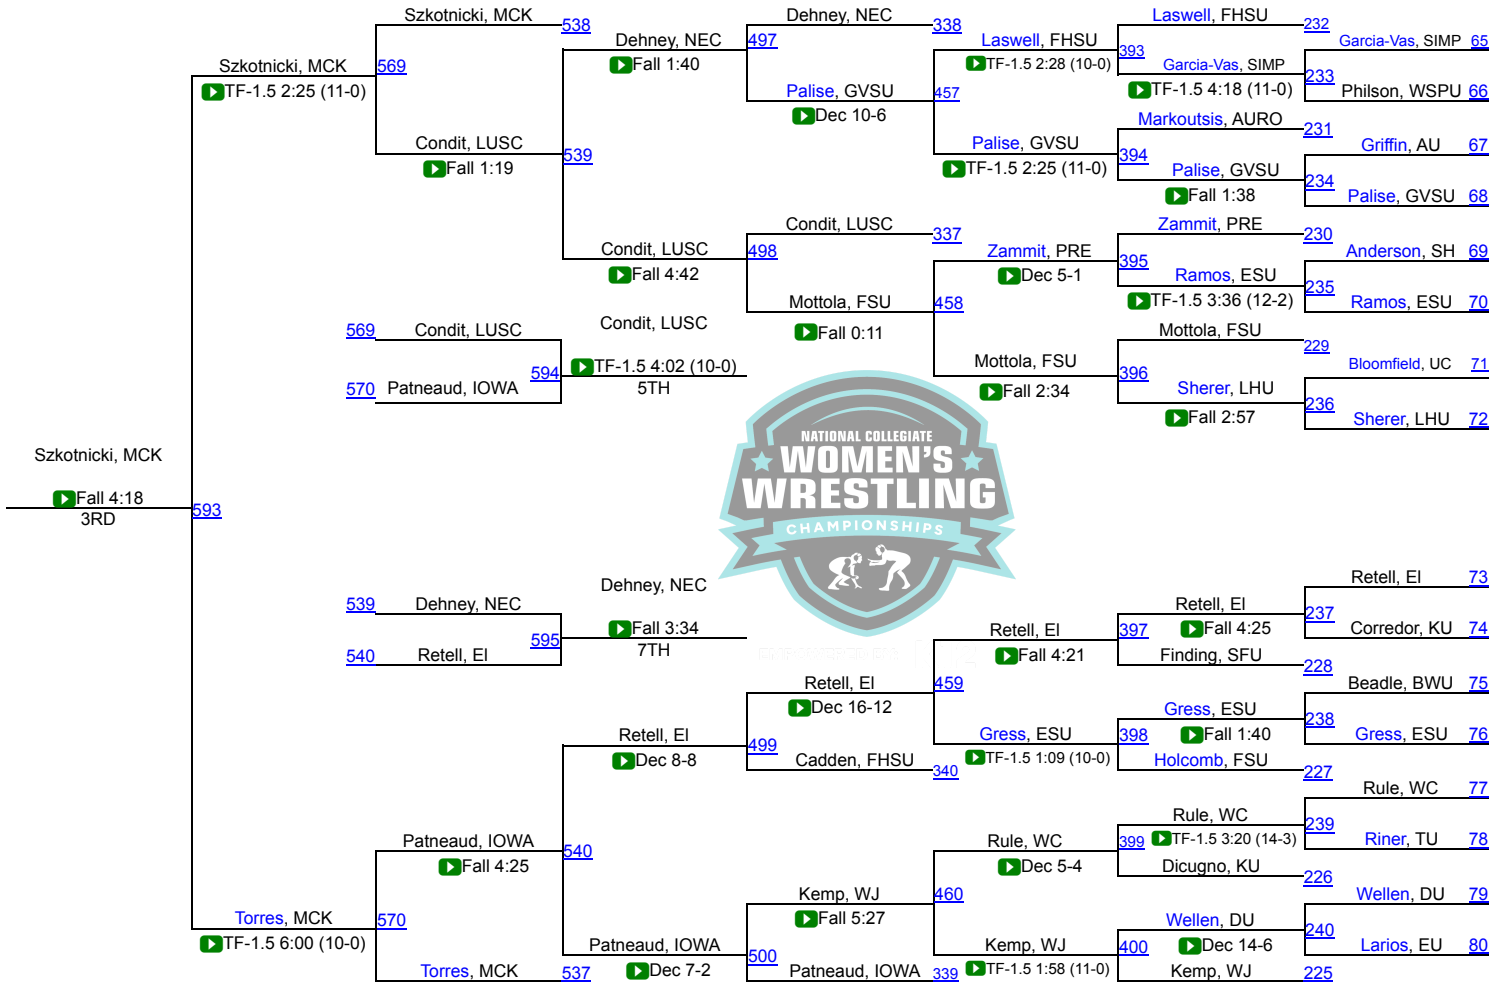 Szkotnicki, MCK
538
Dehney, NEC
338
Laswell, FHSU
232
Dehney, NEC
497
Laswell, FHSU
393
Garcia-Vas, SIMP
65
Fall 1:40
TF-1.5 2:28 (10-0)
Garcia-Vas, SIMP
233
Szkotnicki, MCK
569
Palise, GVSU
457
TF-1.5 4:18 (11-0)
Philson, WSPU
66
TF-1.5 2:25 (11-0)
Dec 10-6
Markoutsis, AURO
231
Condit, LUSC
539
Palise, GVSU
394
Griffin, AU
67
Fall 1:19
TF-1.5 2:25 (11-0)
Palise, GVSU
234
Fall 1:38
Palise, GVSU
68
Condit, LUSC
337
Zammit, PRE
230
Condit, LUSC
498
Zammit, PRE
395
Anderson, SH
69
Fall 4:42
Dec 5-1
Ramos, ESU
235
Mottola, FSU
458
TF-1.5 3:36 (12-2)
Ramos, ESU
70
569
Condit, LUSC
Condit, LUSC
Fall 0:11
Mottola, FSU
229
594
TF-1.5 4:02 (10-0)
Mottola, FSU
396
Bloomfield, UC
71
570
Patneaud, IOWA
5TH
Fall 2:34
Sherer, LHU
236
Fall 2:57
Sherer, LHU
72
NATIONAL COLLEGIATE
WOMEN'S
WRESTLING
CHAMPIONSHIPS
Szkotnicki, MCK
Fall 4:18
593
3RD
Dehney, NEC
Retell, EI
73
539
Dehney, NEC
Retell, EI
237
595
Fall 3:34
Retell, EI
397
Fall 4:25
Corredor, KU
74
540
Retell, EI
7TH
Fall 4:21
Finding, SFU
228
Retell, EI
459
Beadle, BWU
75
Dec 16-12
Gress, ESU
238
Retell, EI
499
Gress, ESU
398
Fall 1:40
Gress, ESU
76
Dec 8-8
Cadden, FHSU
340
TF-1.5 1:09 (10-0)
Holcomb, FSU
227
Rule, WC
77
Patneaud, IOWA
540
Rule, WC
399
Rule, WC
239
Fall 4:25
Dec 5-4
TF-1.5 3:20 (14-3)
Riner, TU
78
Dicugno, KU
226
Kemp, WJ
460
Wellen, DU
79
Torres, MCK
570
Fall 5:27
Wellen, DU
240
TF-1.5 6:00 (10-0)
Patneaud, IOWA
500
Kemp, WJ
400
Dec 14-6
Larios, EU
80
Torres, MCK
537
Dec 7-2
Patneaud, IOWA
339
TF-1.5 1:58 (11-0)
Kemp, WJ
225